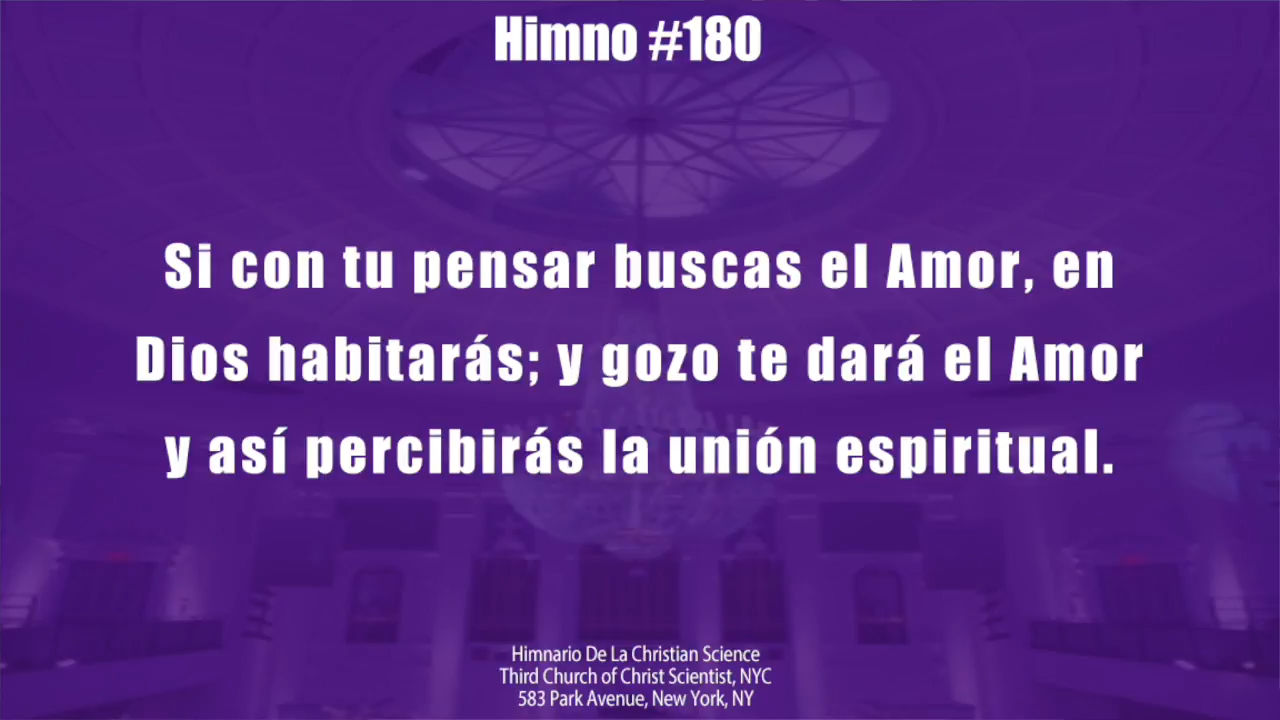 Himno #180
Si con tu pensar buscas el Amor, en
Dios habitarás; y gozo te dará el Amor
y así percibirás la unión espiritual.
Himnario De La Christian Science
Third Church of Christ Scientist, NYC
583 Park Avenue, New York, NY